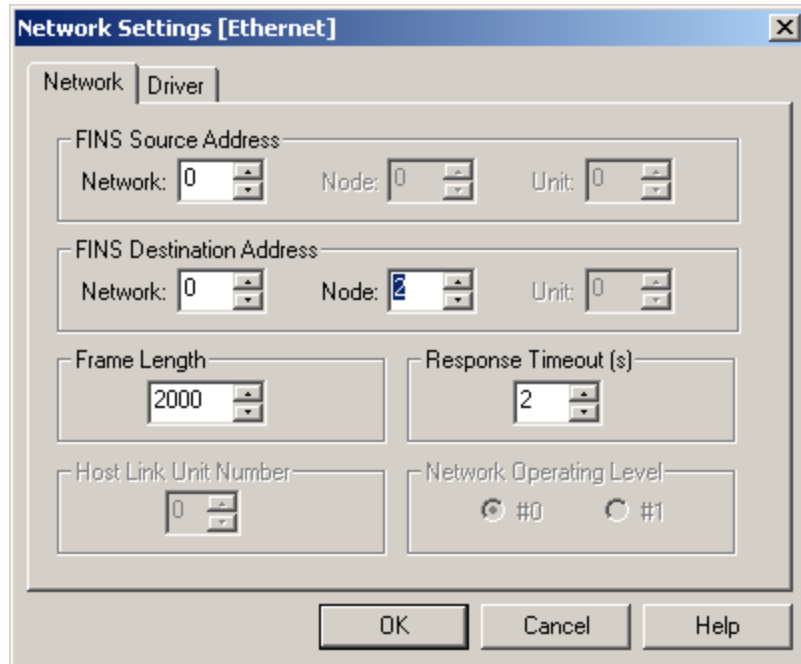 Network Settings [Ethernet]
Network Driver
FINS Source Address
Network: 0 Node: 0 Unit: 0
FINS Destination Address
Network: 0 Node: 2 Unit: 0
Frame Length Response Timeout (s)
2000 2
Host Link Unit Number Network Operating Level
0 #0 #1
OK Cancel Help